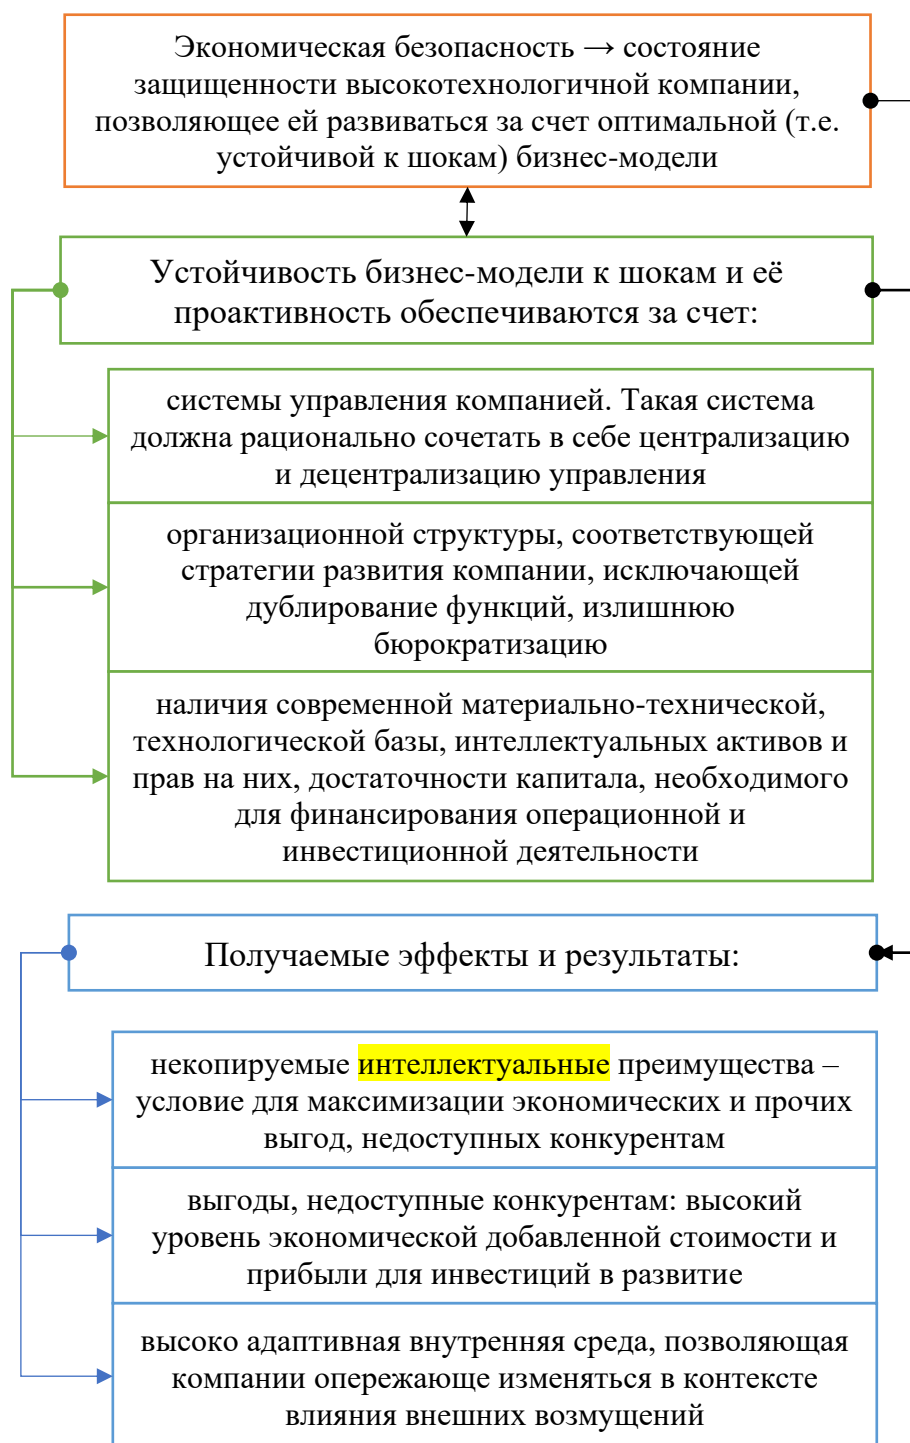 Экономическая безопасность → состояние
защищенности высокотехнологичной компании,
позволяющее ей развиваться за счет оптимальной (т.е.
устойчивой к шокам) бизнес-модели
Устойчивость бизнес-модели к шокам и её
проактивность обеспечиваются за счет:
системы управления компанией. Такая система
должна рационально сочетать в себе централизацию
и децентрализацию управления
организационной структуры, соответствующей
стратегии развития компании, исключающей
дублирование функций, излишнюю
бюрократизацию
наличия современной материально-технической,
технологической базы, интеллектуальных активов и
прав на них, достаточности капитала, необходимого
для финансирования операционной и
инвестиционной деятельности
Получаемые эффекты и результаты:
некопируемые интеллектуальные преимущества –
условие для максимизации экономических и прочих
выгод, недоступных конкурентам
выгоды, недоступные конкурентам: высокий
уровень экономической добавленной стоимости и
прибыли для инвестиций в развитие
высоко адаптивная внутренняя среда, позволяющая
компании опережающе изменяться в контексте
влияния внешних возмущений